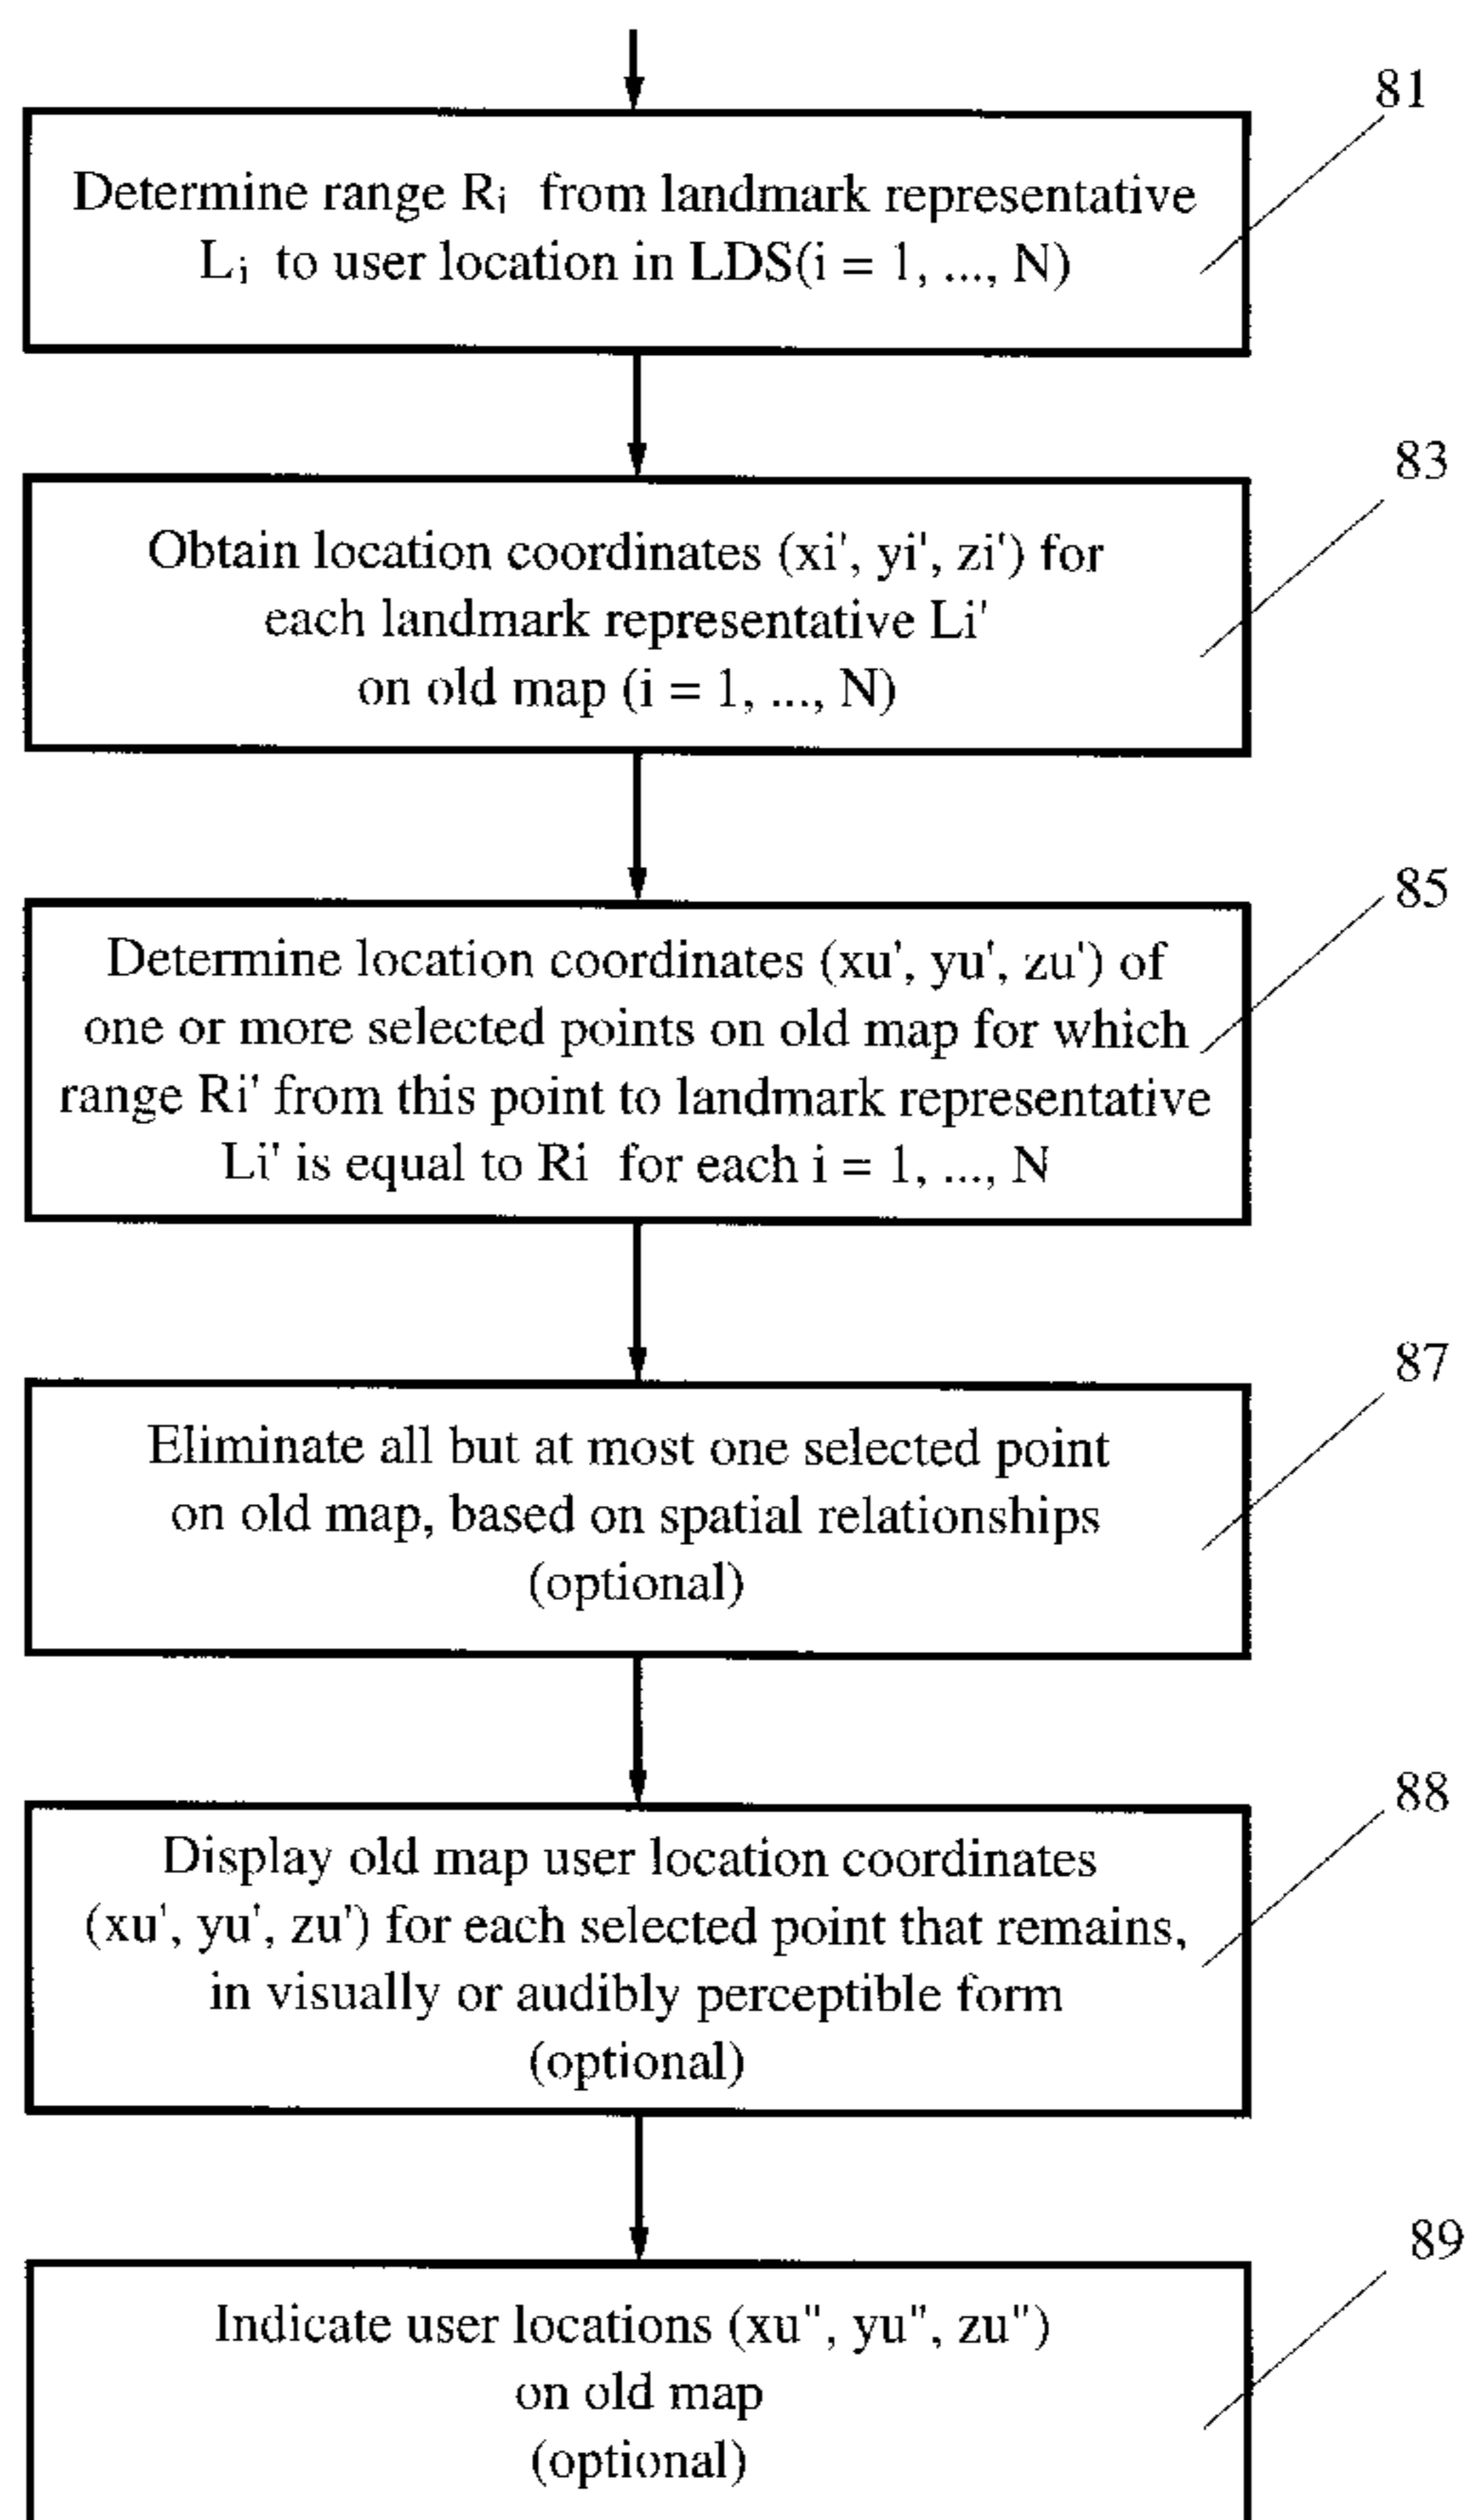 81
Determine range Ri from landmark representative
Li to user location in LDS(i = 1, ..., N)
83
Obtain location coordinates (xi', yi', zi') for
each landmark representative Li'
on old map (i = 1, ..., N)
85
Determine location coordinates (xu', yu', zu') of
one or more selected points on old map for which
range Ri' from this point to landmark representative
Li' is equal to Ri for each i = 1, ..., N
87
Eliminate all but at most one selected point
on old map, based on spatial relationships
(optional)
88
Display old map user location coordinates
(xu', yu', zu') for each selected point that remains,
in visually or audibly perceptible form
(optional)
89
Indicate user locations (xu", yu", zu")
on old map
(optional)